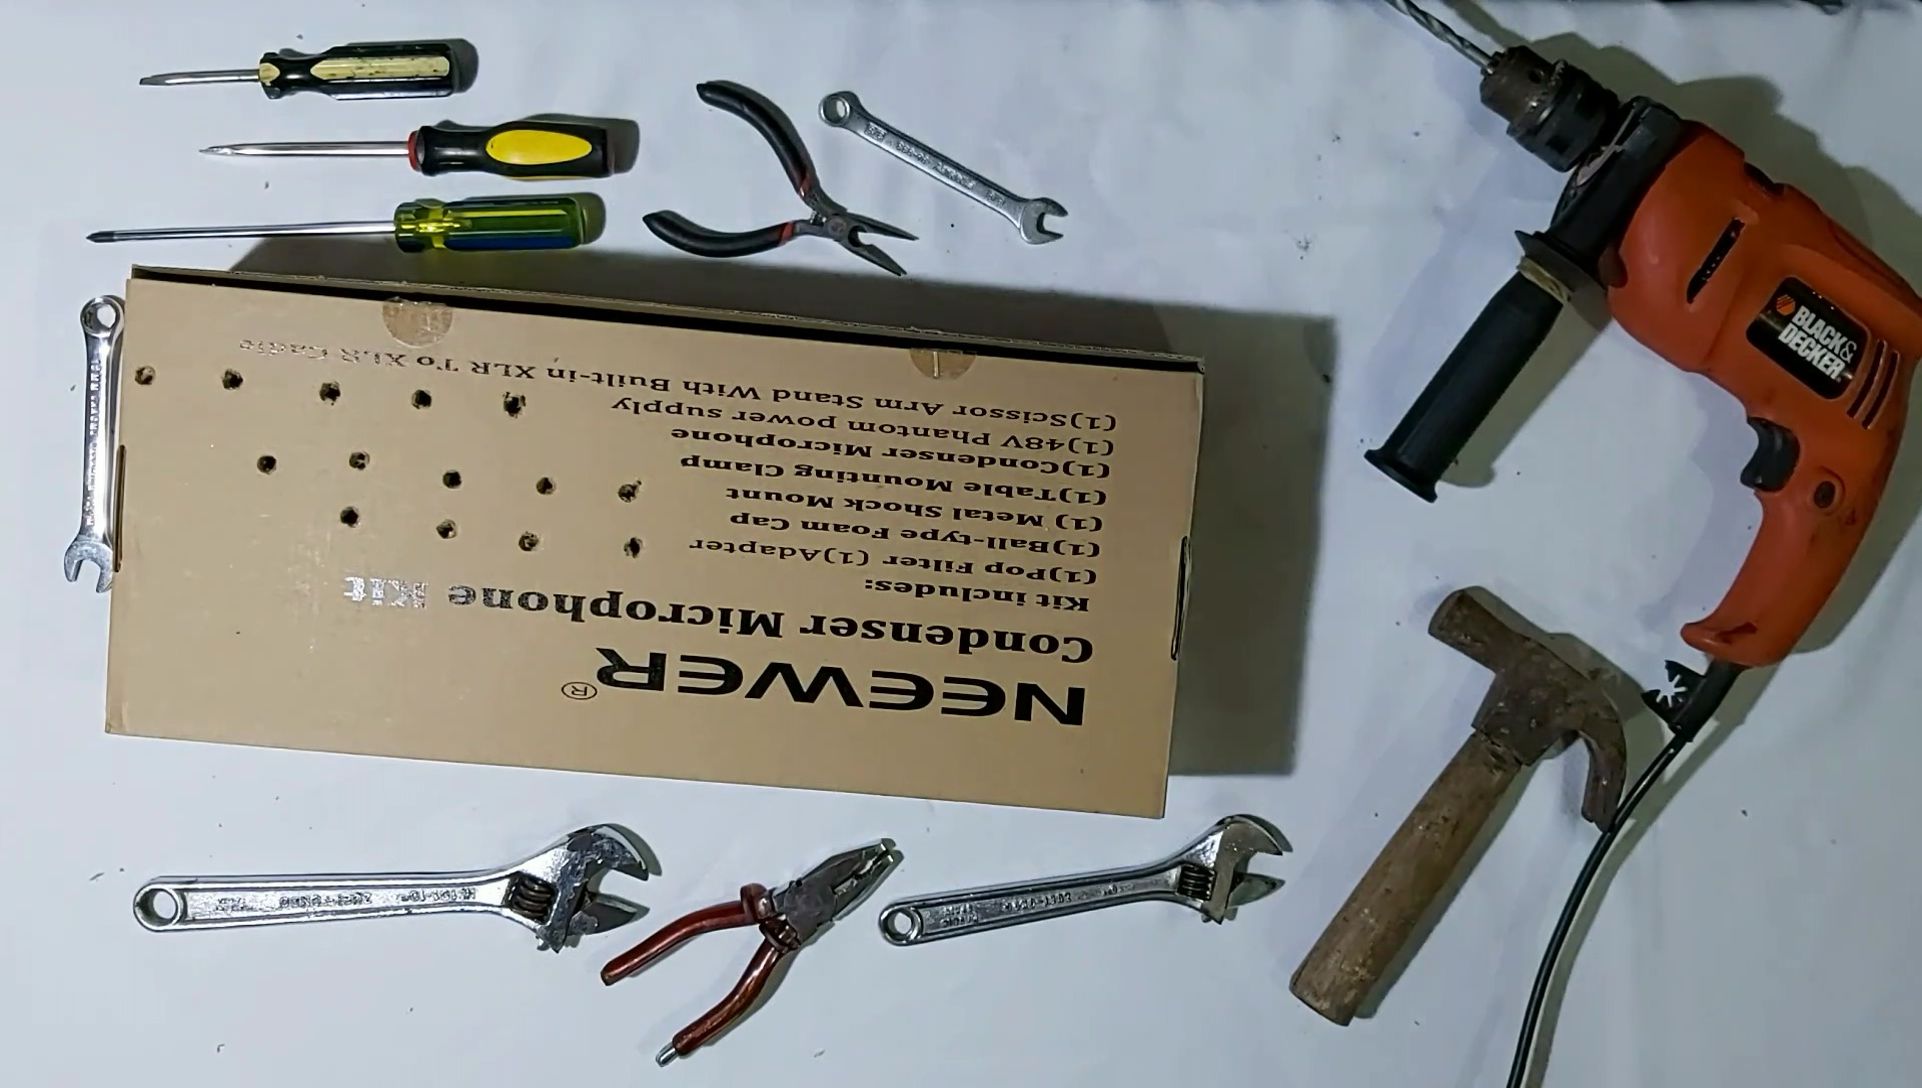 NEEWER®
Condenser Microphone Kit
Kit includes:
(1)Pop Filter (1)Adapter
(1)Ball-type Foam Cap
(1) Metal Shock Mount
(1)Table Mounting Clamp
(1)Condenser Microphone
(1)48V Phantom power supply
(1)Scissor Arm Stand With Built-in XLR To XLR Cable
BLACK&
DECKER